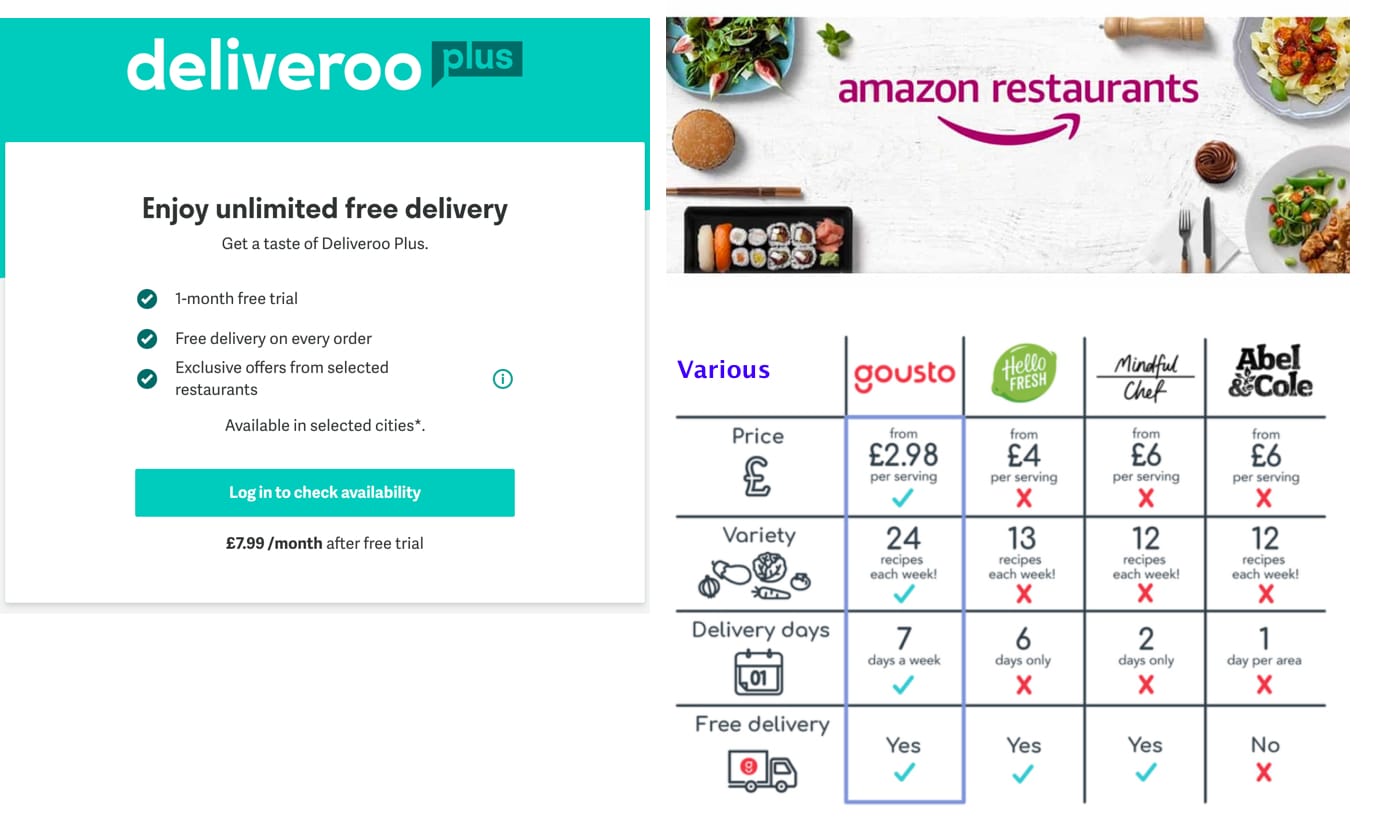 deliveroo plus
Enjoy unlimited free delivery
Get a taste of Deliveroo Plus.
1-month free trial
Free delivery on every order
Exclusive offers from selected
restaurants
i
Available in selected cities*.
Log in to check availability
£7.99 /month after free trial
amazon restaurants
Various
gousto
Hello
FRESH
Mindful
Chef
Abel
&Cole
Price
£
from
£2.98
per serving
from
£4
per serving
from
£6
per serving
from
£6
per serving
Variety
24
recipes
each week!
13
recipes
each week!
12
recipes
each week!
12
recipes
each week!
Delivery days
01
7
days a week
6
days only
2
days only
1
day per area
Free delivery
g
Yes
Yes
Yes
No